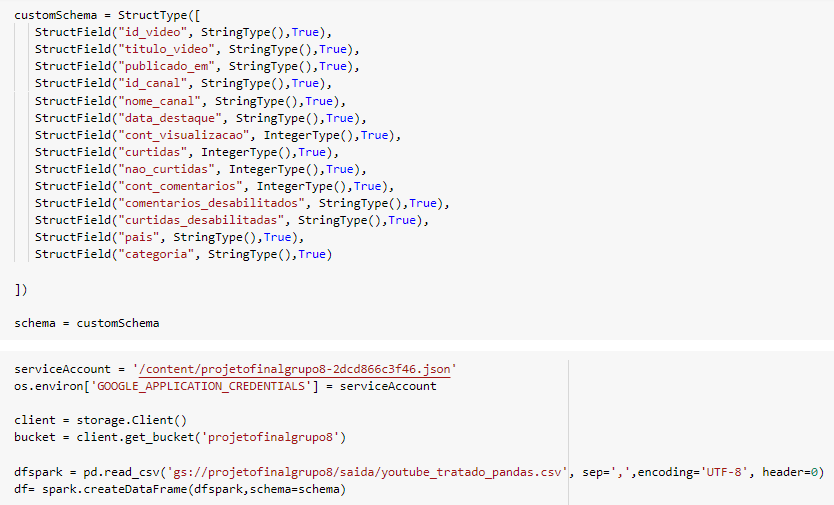 customSchema = StructType([
StructField("id_video", StringType(),True),
StructField("titulo_video", StringType(),True),
StructField("publicado_em", StringType(),True),
StructField("id_canal", StringType(),True),
StructField("nome_canal", StringType(),True),
StructField("data_destaque", StringType(),True),
StructField("cont_visualizacao", IntegerType(),True),
StructField("curtidas", IntegerType(),True),
StructField("nao_curtidas", IntegerType(),True),
StructField("cont_comentarios", IntegerType(),True),
StructField("comentarios_desabilitados", StringType(),True),
StructField("curtidas_desabilitadas", StringType(),True),
StructField("pais", StringType(),True),
StructField("categoria", StringType(),True)
])
schema = customSchema
serviceAccount = '/content/projetofinalgrupo8-2dcd866c3f46.json'
os.environ['GOOGLE_APPLICATION_CREDENTIALS'] = serviceAccount
client = storage.Client()
bucket = client.get_bucket('projetofinalgrupo8')
dfspark = pd.read_csv('gs://projetofinalgrupo8/saida/youtube_tratado_pandas.csv', sep=',',encoding='UTF-8', header=0)
df= spark.createDataFrame(dfspark,schema=schema)